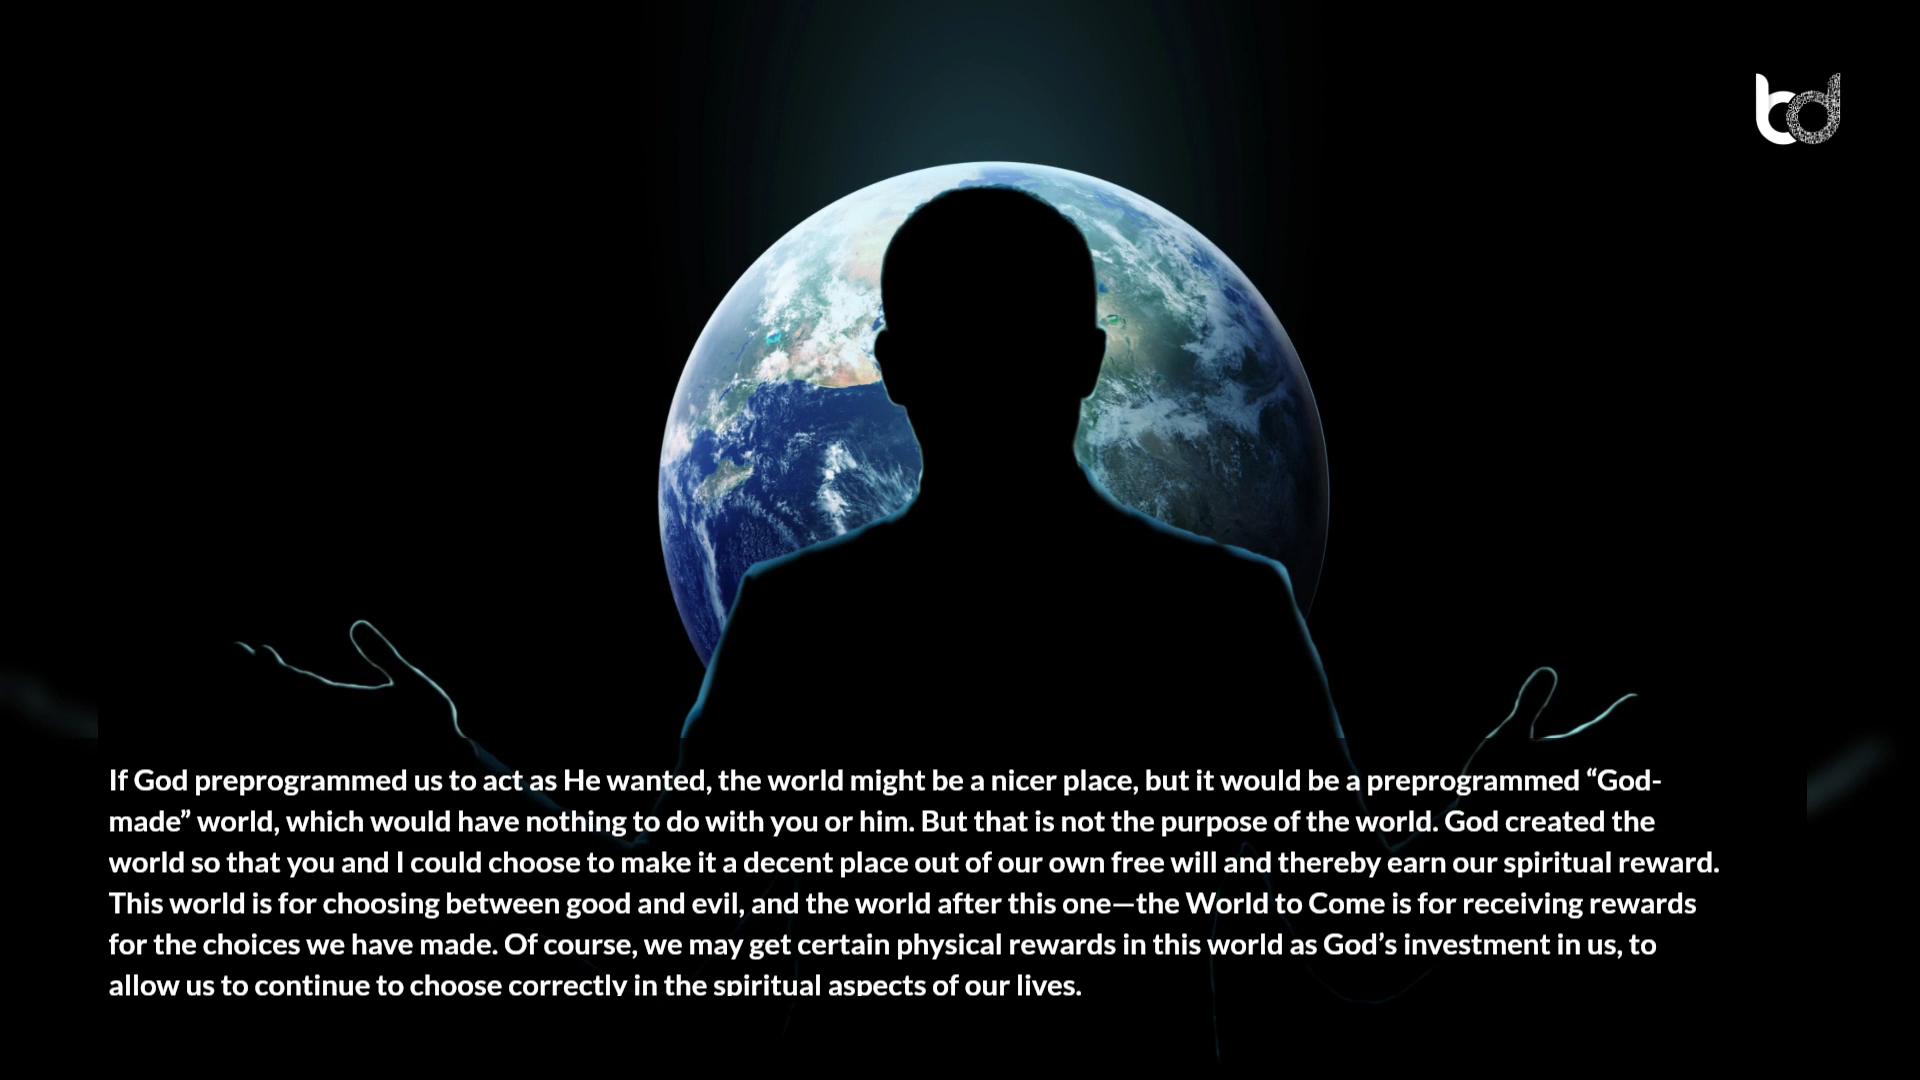 bd
If God preprogrammed us to act as He wanted, the world might be a nicer place, but it would be a preprogrammed “God-
made” world, which would have nothing to do with you or him. But that is not the purpose of the world. God created the
world so that you and I could choose to make it a decent place out of our own free will and thereby earn our spiritual reward.
This world is for choosing between good and evil, and the world after this one—the World to Come is for receiving rewards
for the choices we have made. Of course, we may get certain physical rewards in this world as God’s investment in us, to
allow us to continue to choose correctly in the spiritual aspects of our lives.